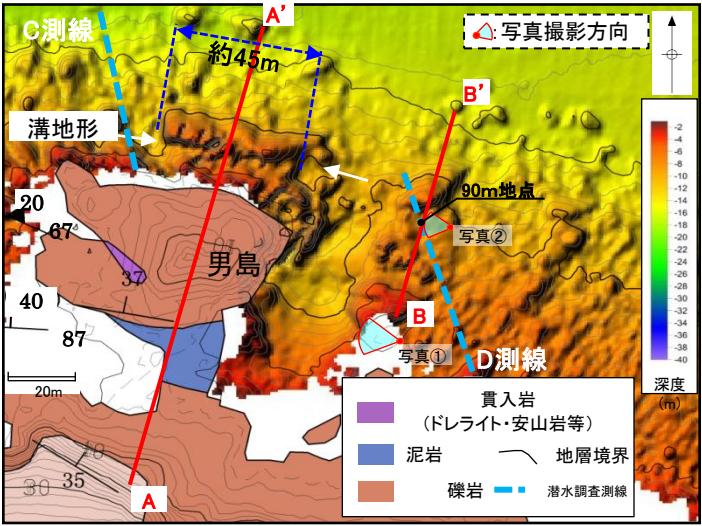 C測線
A'
約45m
:写真撮影方向
溝地形
B'
90m地点
写真②
20
67
37
10
男島
40
87
B
写真①
D測線
20m
A
10
35
30
-2
-4
-6
-8
-10
-12
-14
-16
-18
-20
-22
-24
-26
-28
-30
-32
-34
-36
-38
-40
深度
(m)
貫入岩
(ドレライト・安山岩等)
泥岩
地層境界
礫岩
潜水調査測線